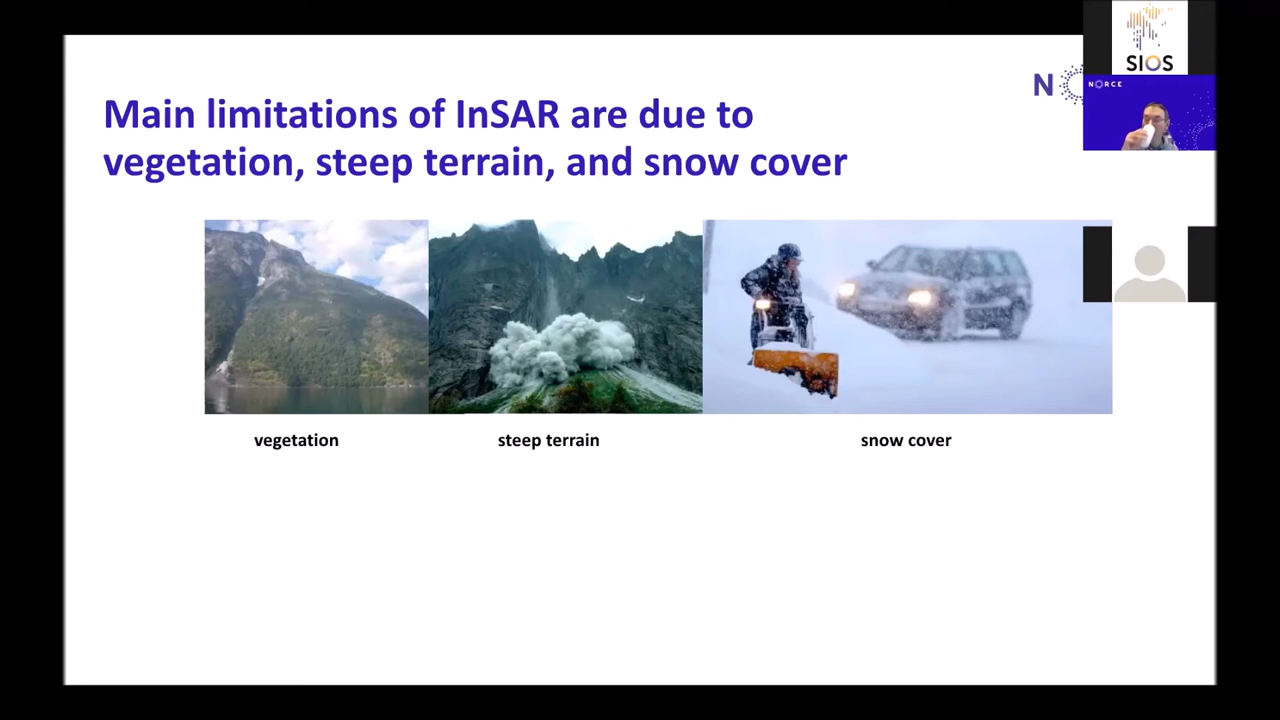 SIOS
NORCE
N
Main limitations of InSAR are due to
vegetation, steep terrain, and snow cover
vegetation
steep terrain
snow cover